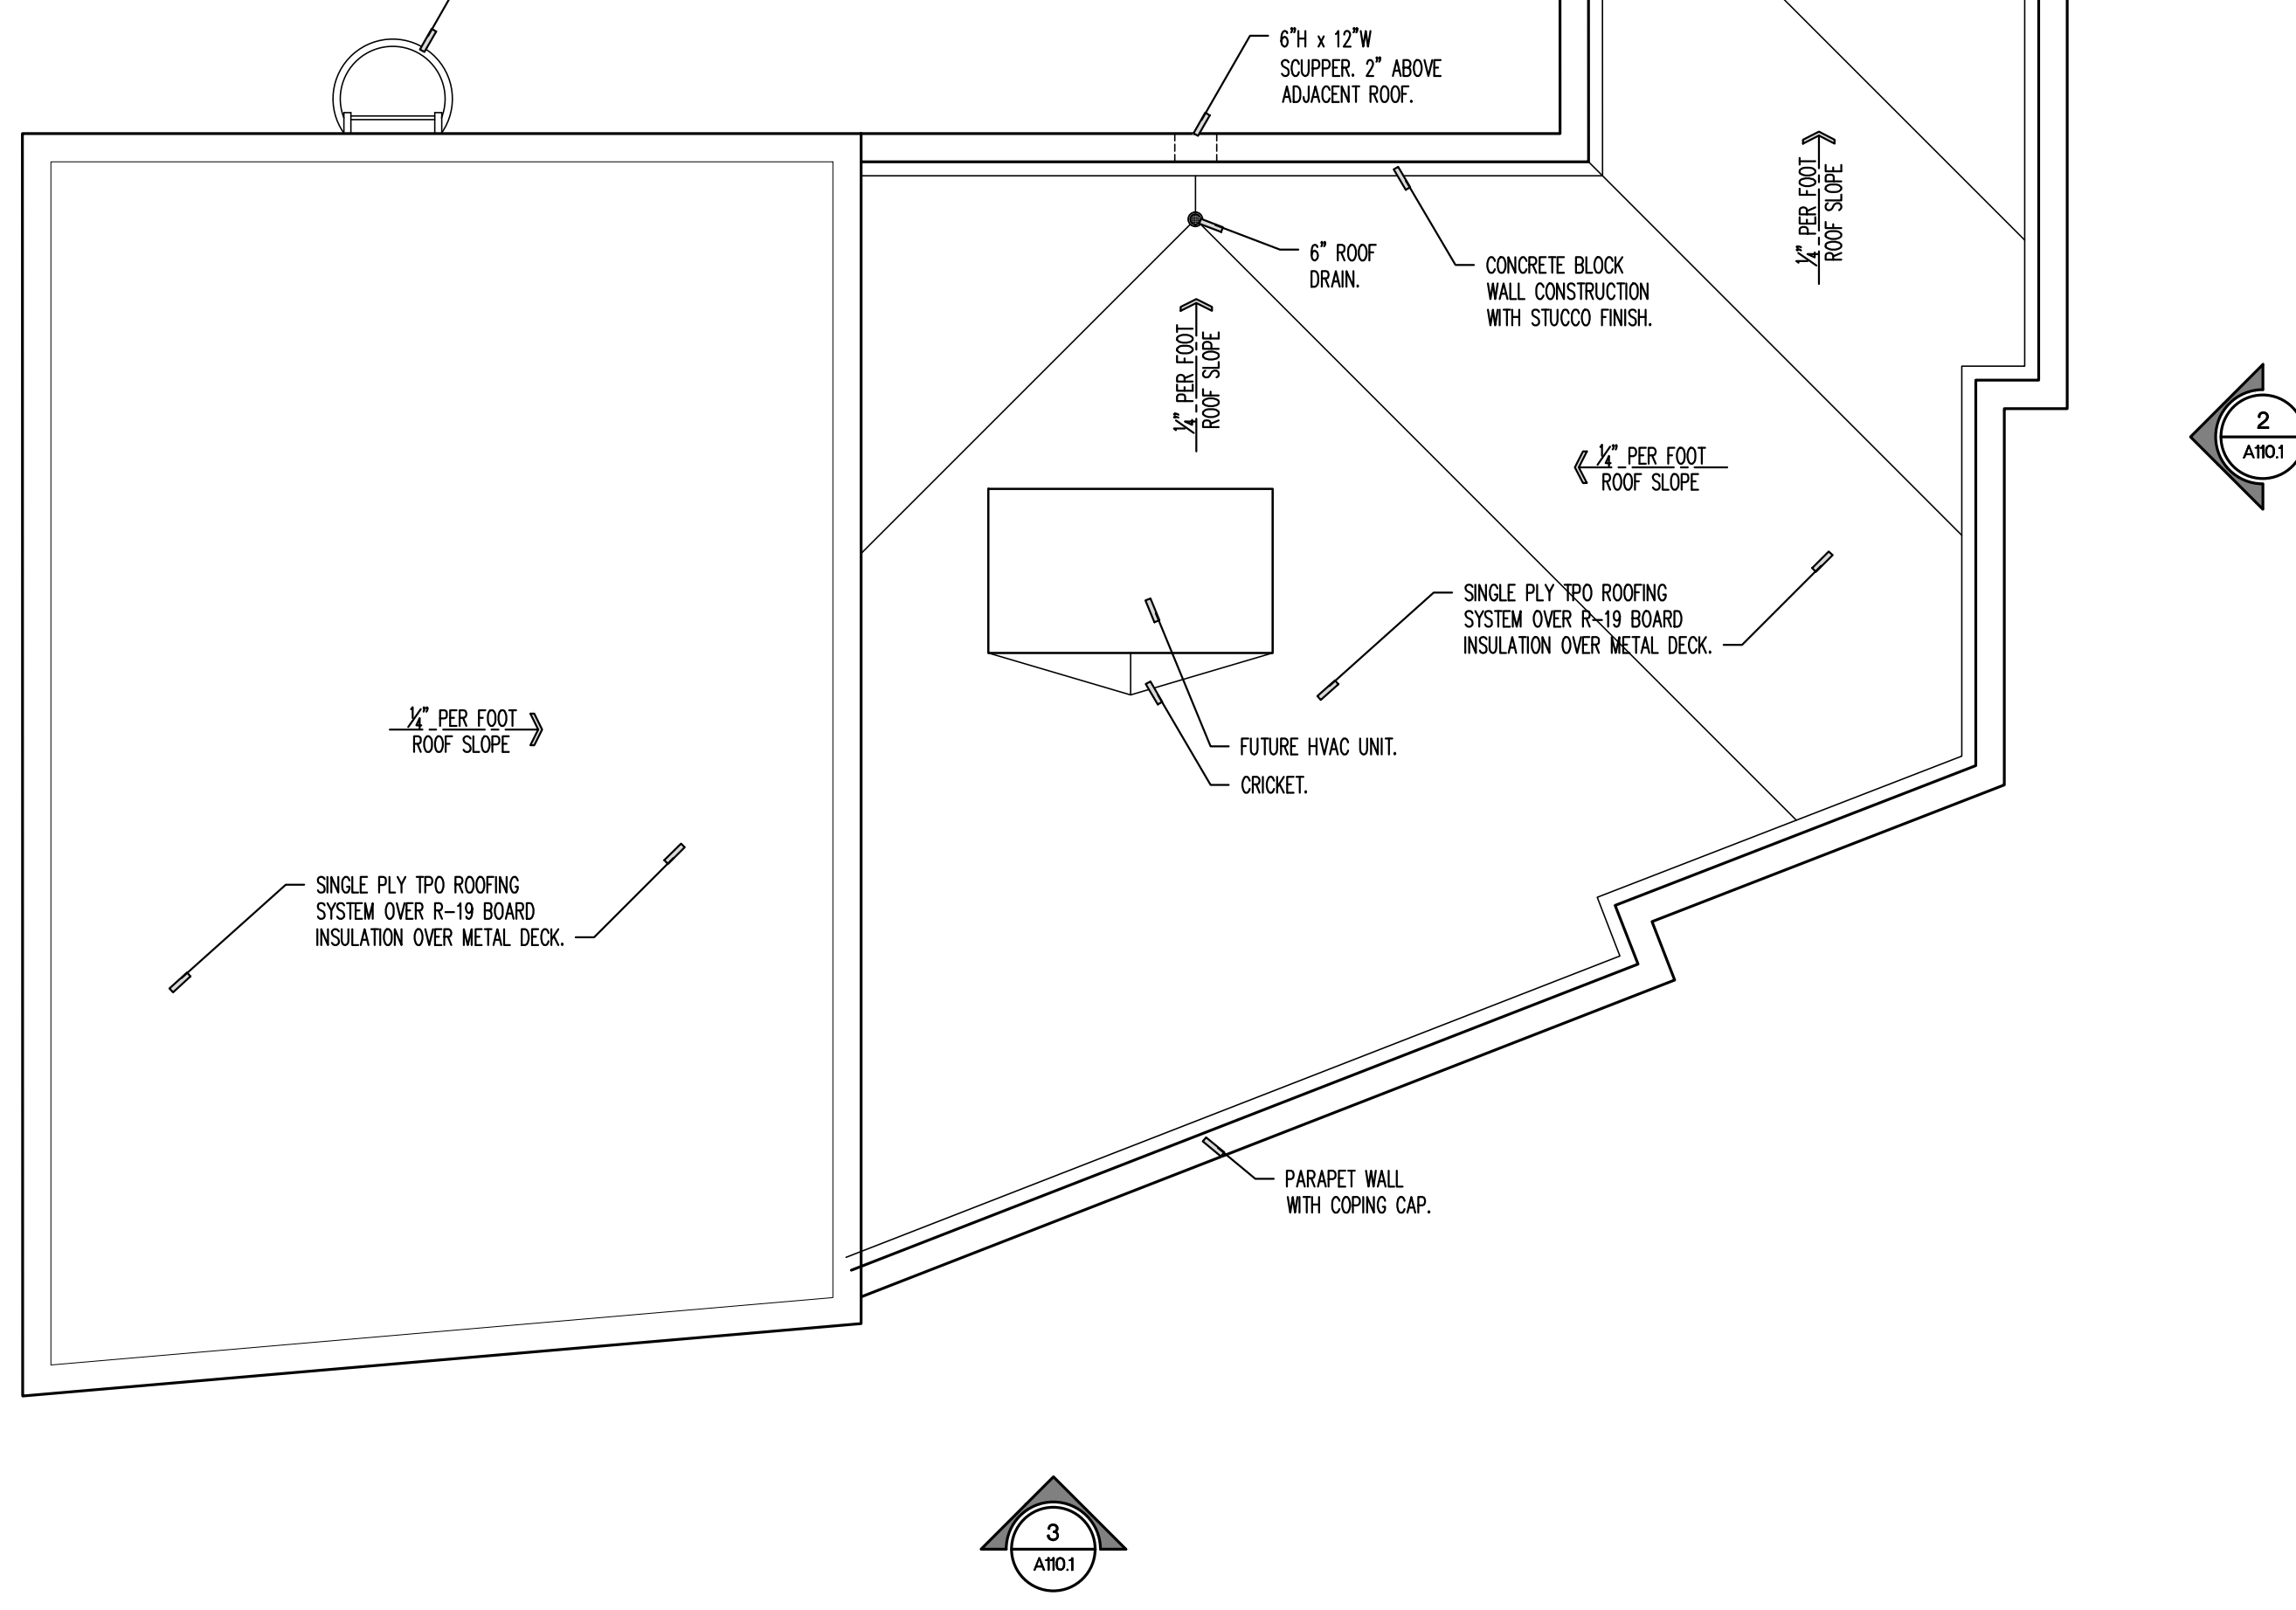 6"H x 12"W
SCUPPER. 2" ABOVE
ADJACENT ROOF.
1/4" PER FOOT
ROOF SLOPE
6" ROOF
DRAIN.
CONCRETE BLOCK
WALL CONSTRUCTION
WITH STUCCO FINISH.
1/4" PER FOOT
ROOF SLOPE
2
A110.1
1/4" PER FOOT
ROOF SLOPE
SINGLE PLY TPO ROOFING
SYSTEM OVER R-19 BOARD
INSULATION OVER METAL DECK.
1/4" PER FOOT
ROOF SLOPE
FUTURE HVAC UNIT.
CRICKET.
SINGLE PLY TPO ROOFING
SYSTEM OVER R-19 BOARD
INSULATION OVER METAL DECK.
PARAPET WALL
WITH COPING CAP.
3
A110.1